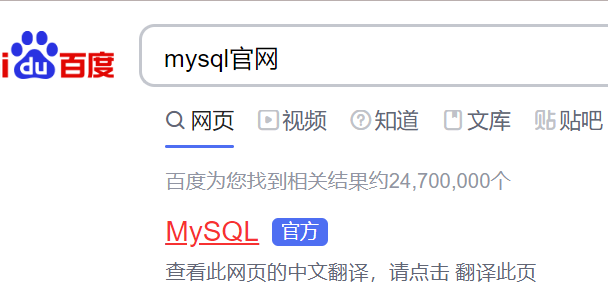 du百度
mysql官网
网页 视频 知道 文库 贴吧
百度为您找到相关结果约24,700,000个
MySQL 官方
查看此网页的中文翻译，请点击 翻译此页